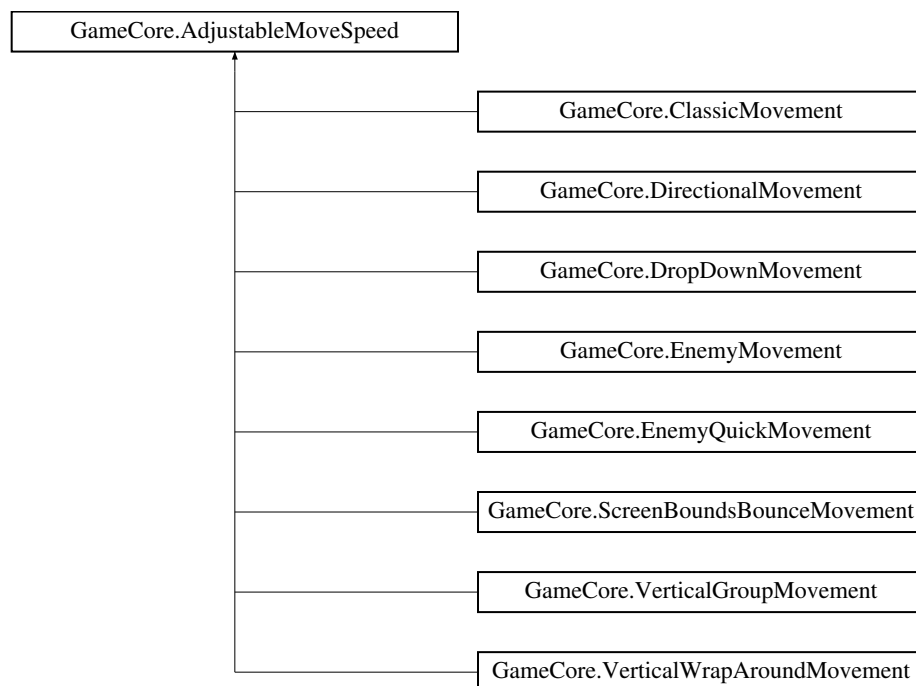 GameCore.AdjustableMoveSpeed
GameCore.ClassicMovement
GameCore.DirectionalMovement
GameCore.DropDownMovement
GameCore.EnemyMovement
GameCore.EnemyQuickMovement
GameCore.ScreenBoundsBounceMovement
GameCore.VerticalGroupMovement
GameCore.VerticalWrapAroundMovement